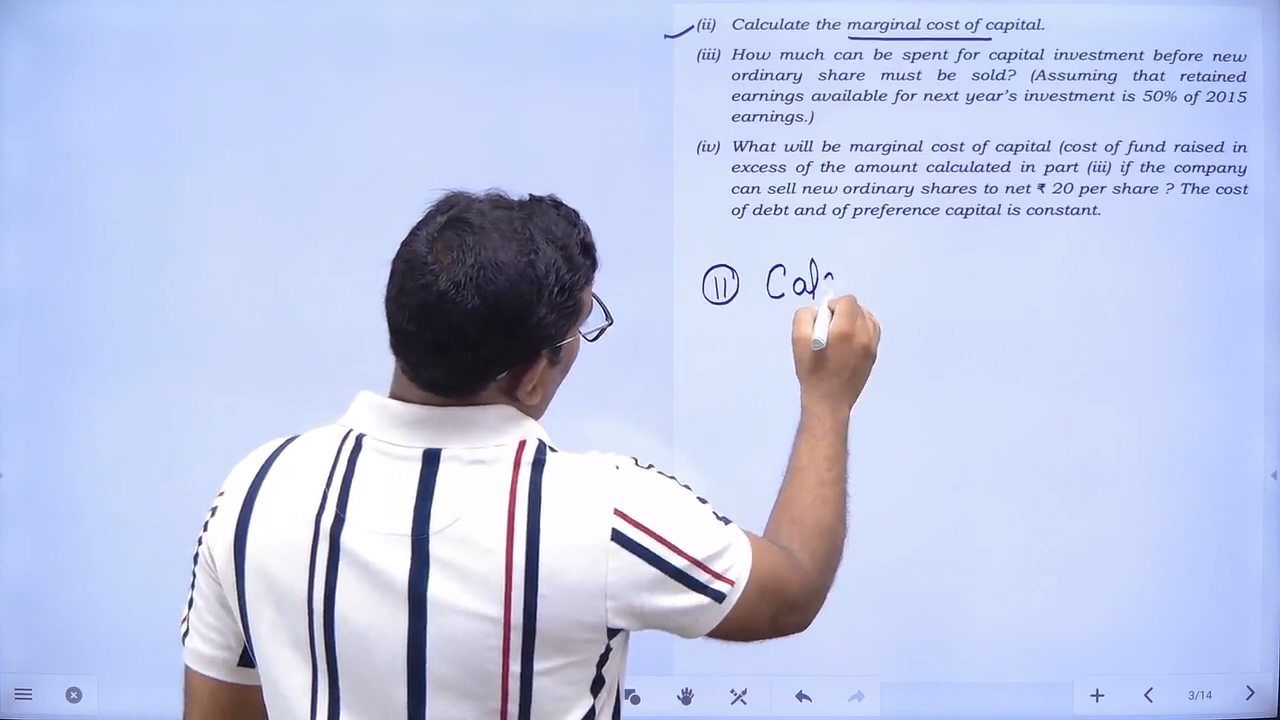 (ii) Calculate the marginal cost of capital.
(iii) How much can be spent for capital investment before new
ordinary share must be sold? (Assuming that retained
earnings available for next year's investment is 50% of 2015
earnings.)
(iv) What will be marginal cost of capital (cost of fund raised in
excess of the amount calculated in part (iii) if the company
can sell new ordinary shares to net ₹ 20 per share ? The cost
of debt and of preference capital is constant.
(ii) Cal
3/14